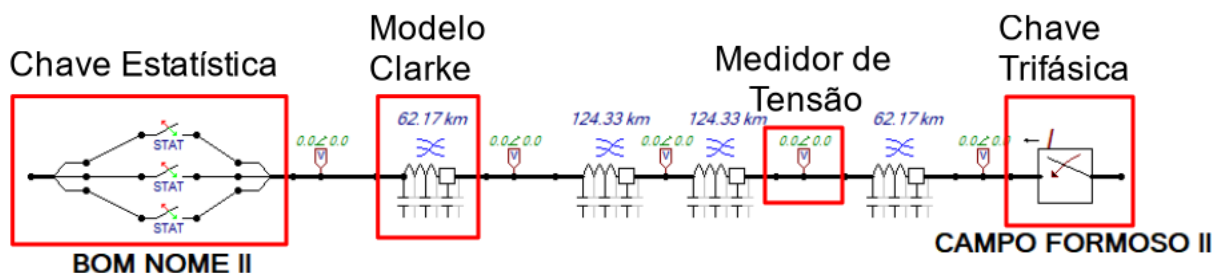 Chave Estatística
Modelo
Clarke
Medidor de
Tensão
Chave
Trifásica
62.17 km
124.33 km
124.33 km
62.17 km
0.0∠0.0
0.0∠0.0
0.0∠0.0
0.0∠0.0
0.0∠0.0
V
V
V
V
V
STAT
STAT
STAT
BOM NOME II
CAMPO FORMOSO II